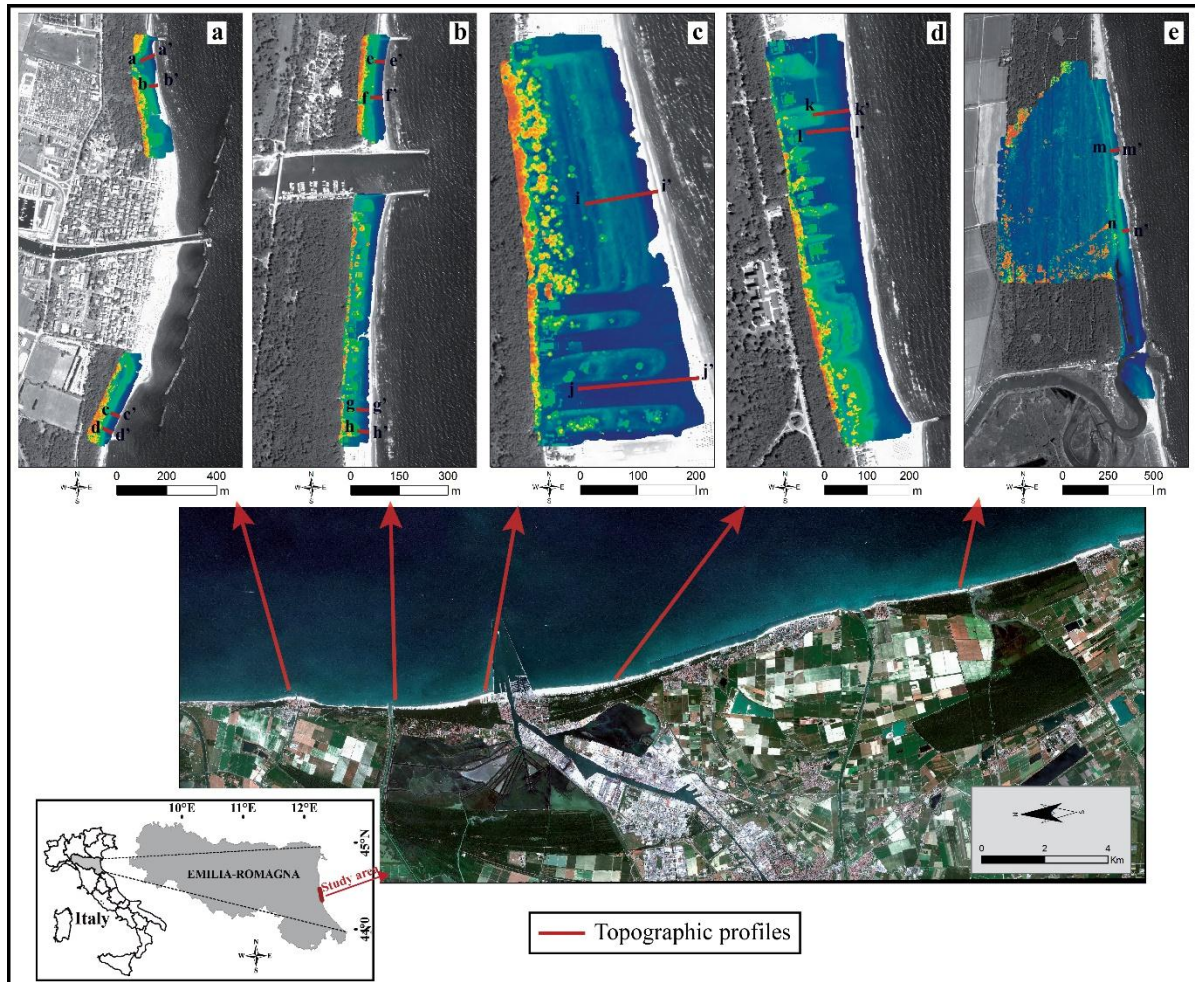 a
b
c
d
e
a a'
b b'
c c'
d d'
e e'
f f'
g g'
h h'
i i'
j j'
k k'
l l'
m m'
n n'
N
W E
S
0 200 400
m
N
W E
S
0 150 300
m
N
W E
S
0 100 200
m
N
W E
S
0 100 200
m
N
W E
S
0 250 500
m
10°E 11°E 12°E
45°N
44°0
EMILIA-ROMAGNA
Study area
Italy
N
W E
S
N
S
0 2 4
Km
Topographic profiles